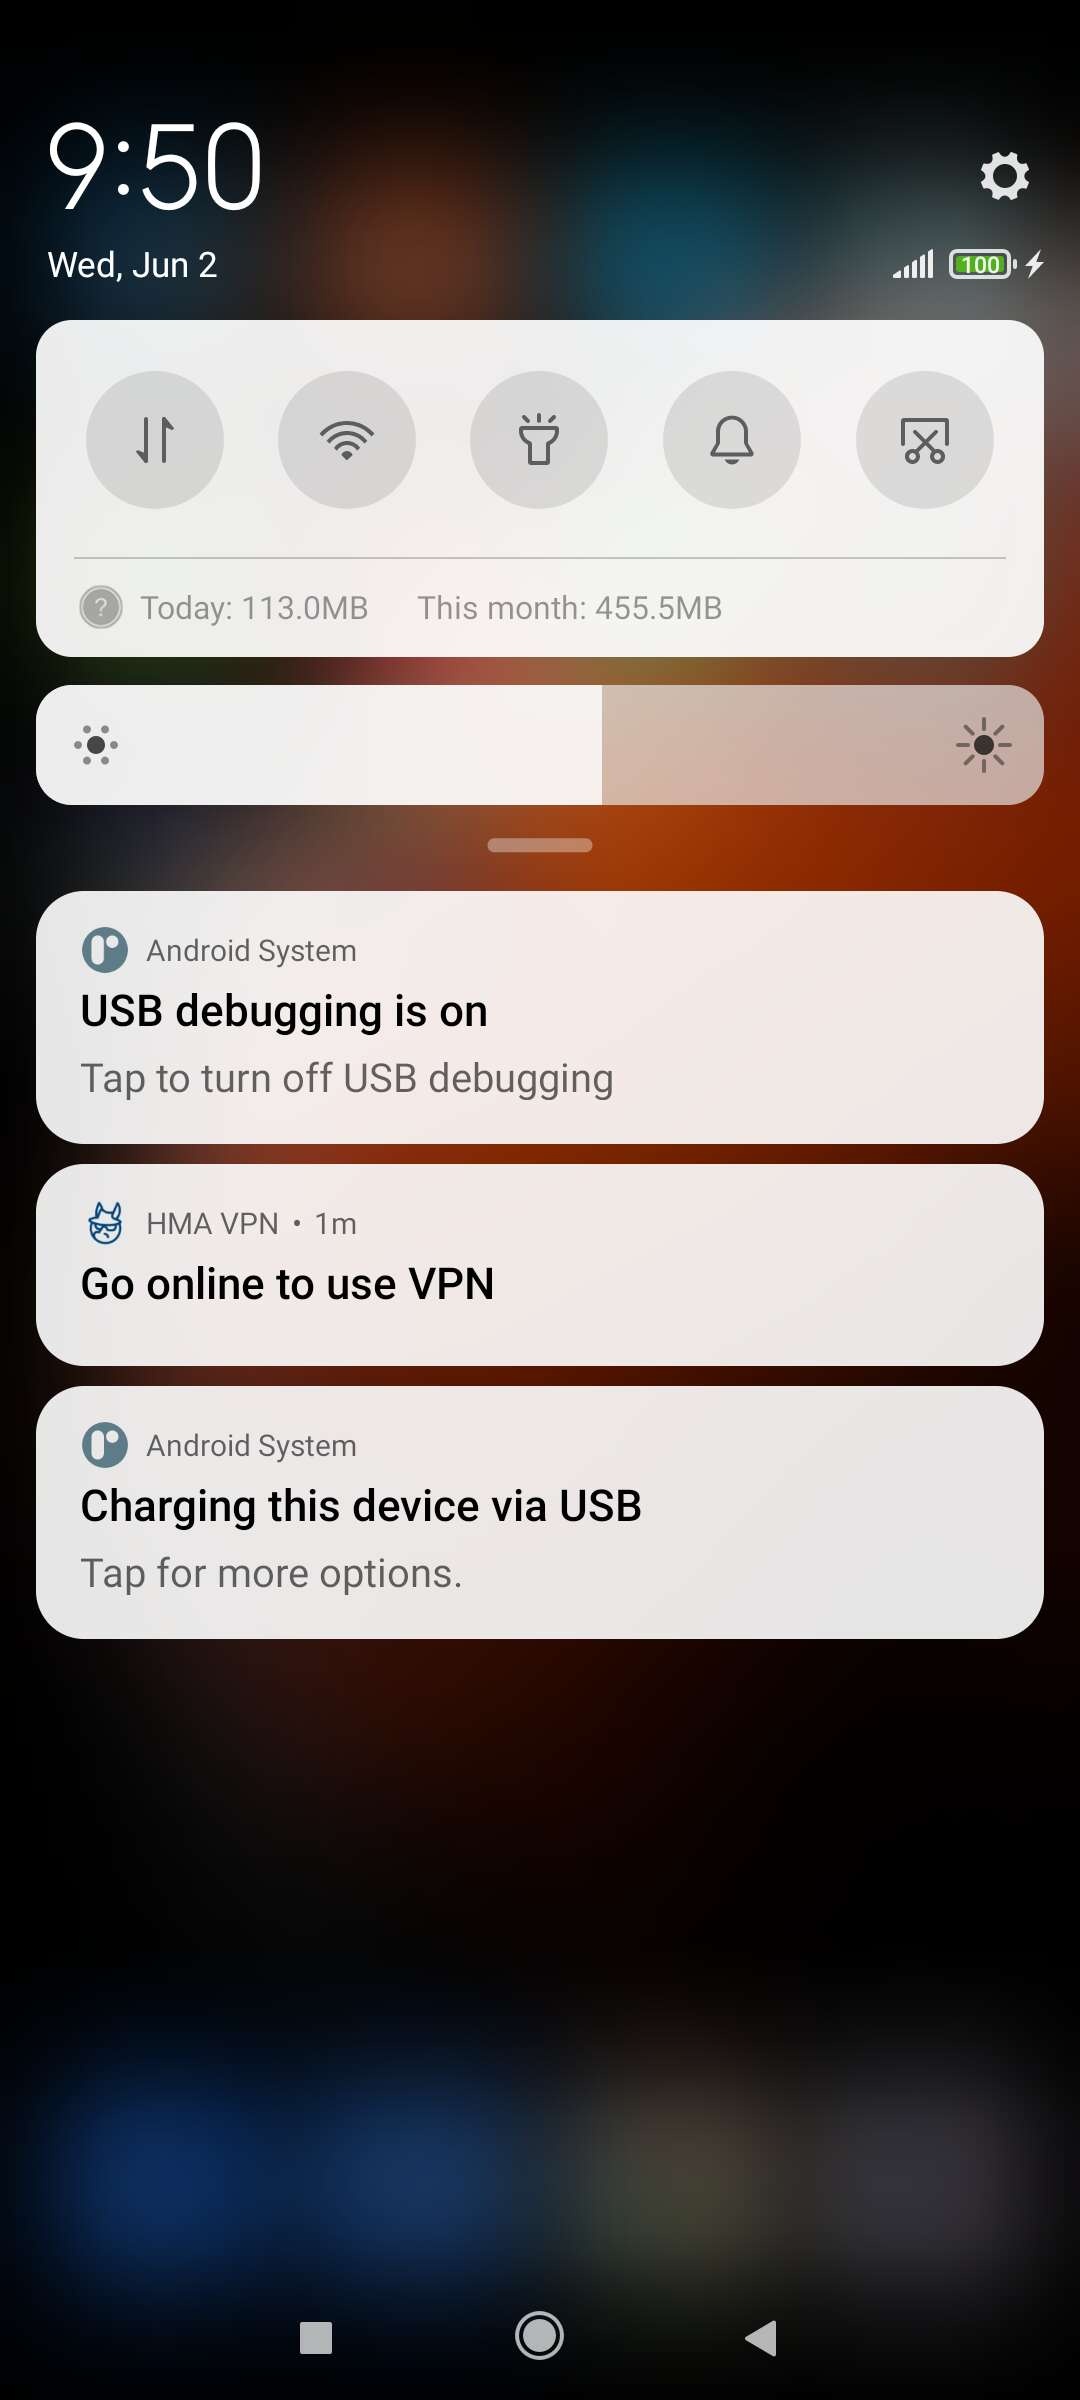 9:50
Wed, Jun 2
100
? Today: 113.0MB This month: 455.5MB
Android System
USB debugging is on
Tap to turn off USB debugging
HMA VPN • 1m
Go online to use VPN
Android System
Charging this device via USB
Tap for more options.